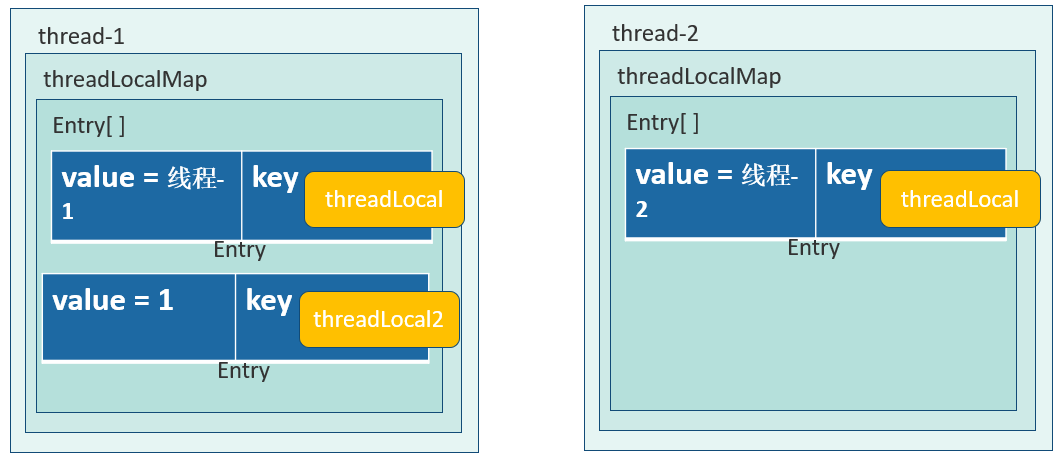 thread-1
threadLocalMap
Entry[ ]
value = 线程-
1
key
threadLocal
Entry
value = 1
key
threadLocal2
Entry
thread-2
threadLocalMap
Entry[ ]
value = 线程-
2
key
threadLocal
Entry